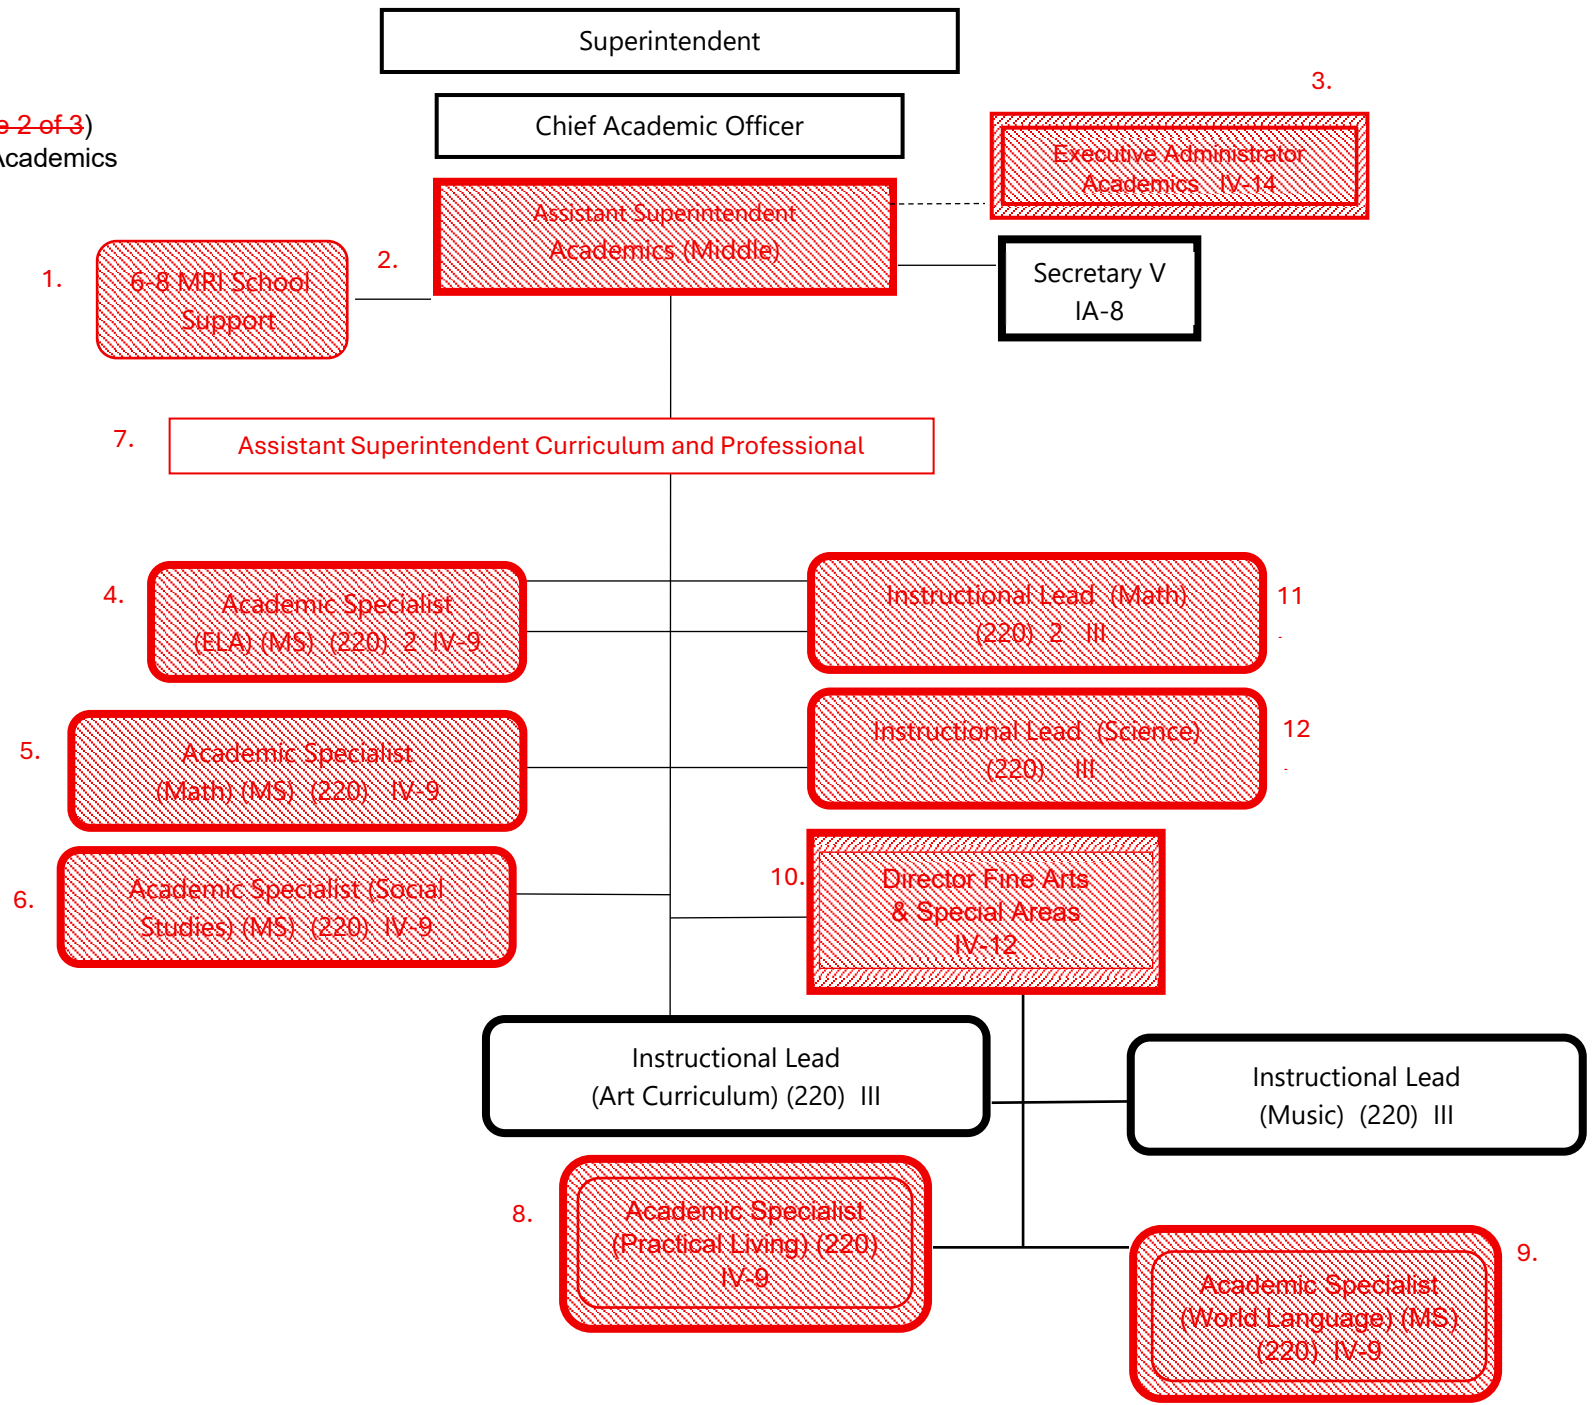 Superintendent
3.
e 2 of 3)
Academics
Chief Academic Officer
Executive Administrator
Academics IV-14
Assistant Superintendent
Academics (Middle)
2.
1.
6-8 MRI School
Support
Secretary V
IA-8
7.
Assistant Superintendent Curriculum and Professional
4.
Academic Specialist
(ELA) (MS) (220) 2 IV-9
Instructional Lead (Math)
(220) 2 III
11
.
5.
Academic Specialist
(Math) (MS) (220) IV-9
Instructional Lead (Science)
(220) III
12
.
6.
Academic Specialist (Social
Studies) (MS) (220) IV-9
10.
Director Fine Arts
& Special Areas
IV-12
Instructional Lead
(Art Curriculum) (220) III
Instructional Lead
(Music) (220) III
8.
Academic Specialist
(Practical Living) (220)
IV-9
9.
Academic Specialist
(World Language) (MS)
(220) IV-9